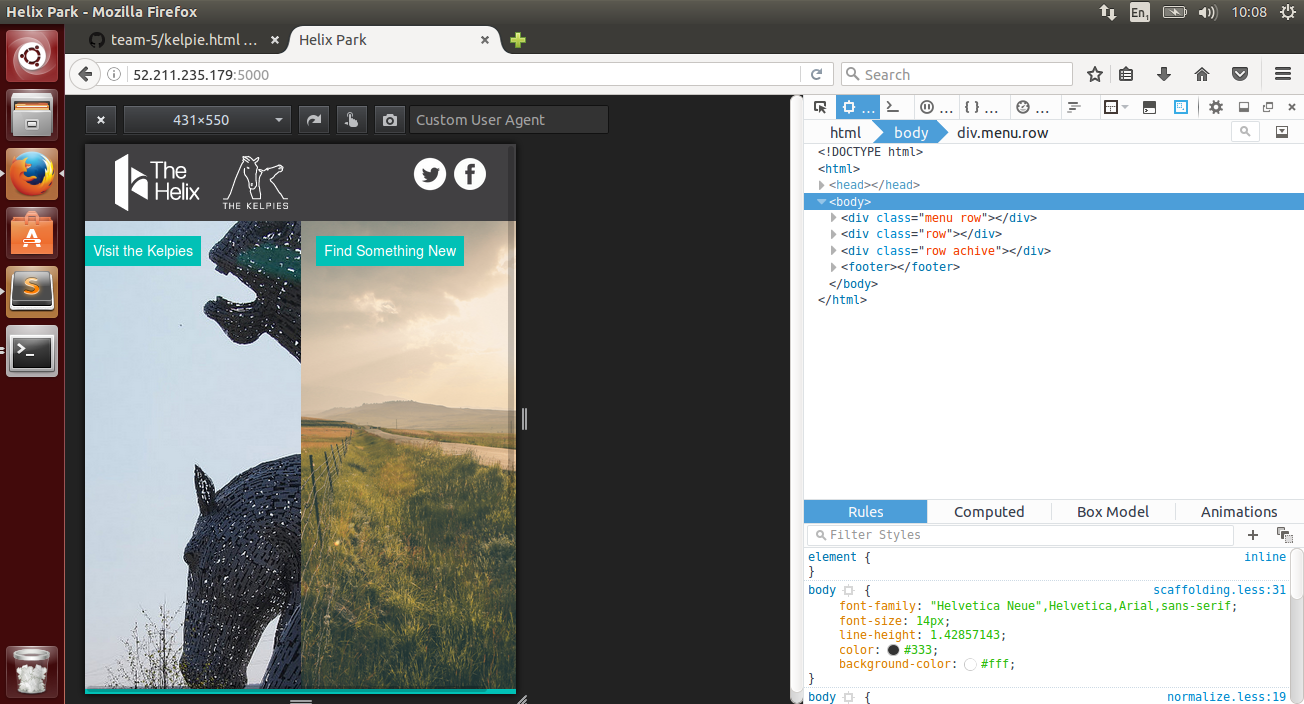 Helix Park - Mozilla Firefox
En1
10:08
team-5/kelpie.html ...
Helix Park
52.211.235.179:5000
Search
431×550
Custom User Agent
The Helix
THE KELPIES
Visit the Kelpies
Find Something New
html
body
div.menu.row
<!DOCTYPE html>
<html>
<head></head>
<body>
<div class="menu row"></div>
<div class="row"></div>
<div class="row achive"></div>
<footer></footer>
</body>
</html>
Rules
Computed
Box Model
Animations
Filter Styles
element {
inline
}
body {
scaffolding.less:31
font-family: "Helvetica Neue",Helvetica,Arial,sans-serif;
font-size: 14px;
line-height: 1.42857143;
color: #333;
background-color: #fff;
}
body {
normalize.less:19